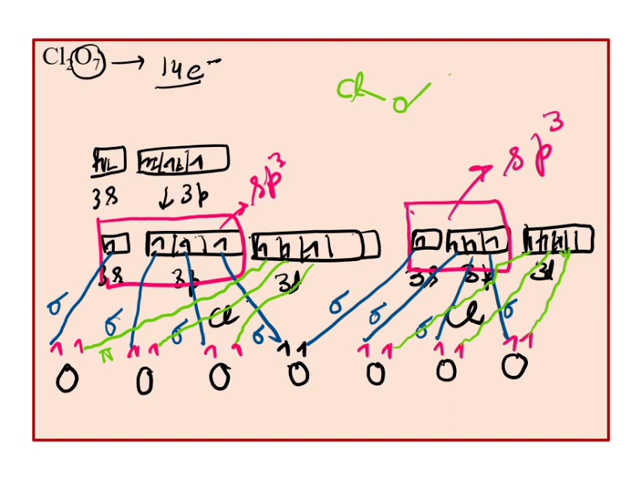 Cl₂O₇ → 14e⁻
Cl O
sp³
sp³
3s ↓ 3p
3s 3p 3d
3s 3p 3d
σ σ σ Cl σ σ σ σ Cl σ
π
O O O O O O O